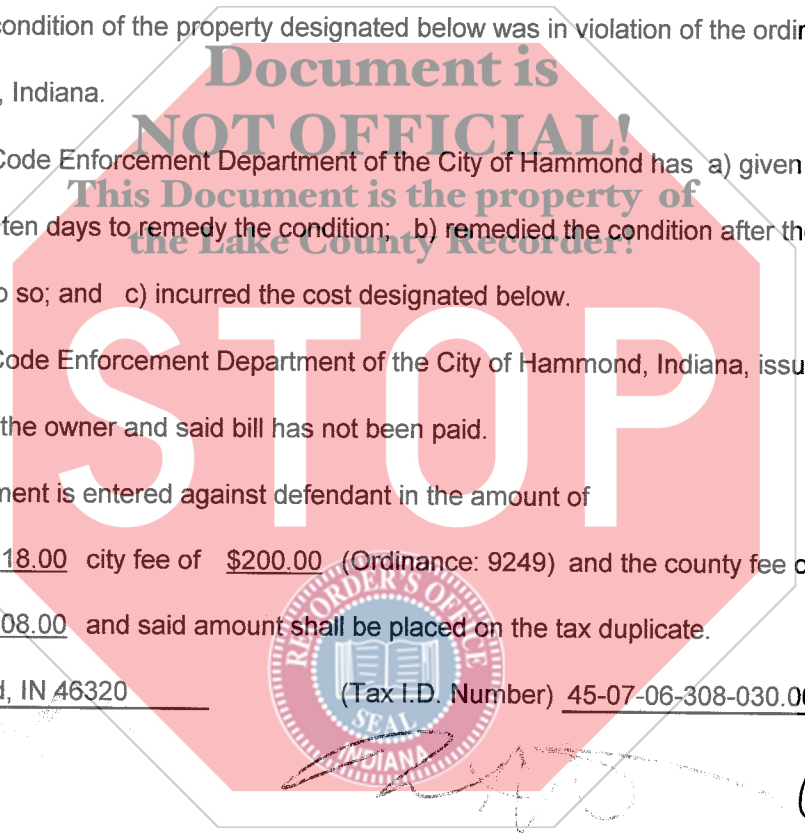 condition of the property designated below was in violation of the ordin
Document is
, Indiana.
NOT OFFICIAL!
Code Enforcement Department of the City of Hammond has a) given
This Document is the property of
ten days to remedy the condition; b) remedied the condition after the
the Lake County Recorder!
o so; and c) incurred the cost designated below.
STOP
Code Enforcement Department of the City of Hammond, Indiana, issu
the owner and said bill has not been paid.
ment is entered against defendant in the amount of
18.00 city fee of $200.00 (Ordinance: 9249) and the county fee o
08.00 and said amount shall be placed on the tax duplicate.
RECORDER'S OFFICE
d, IN 46320 (Tax I.D. Number) 45-07-06-308-030.00
SEAL
INDIANA